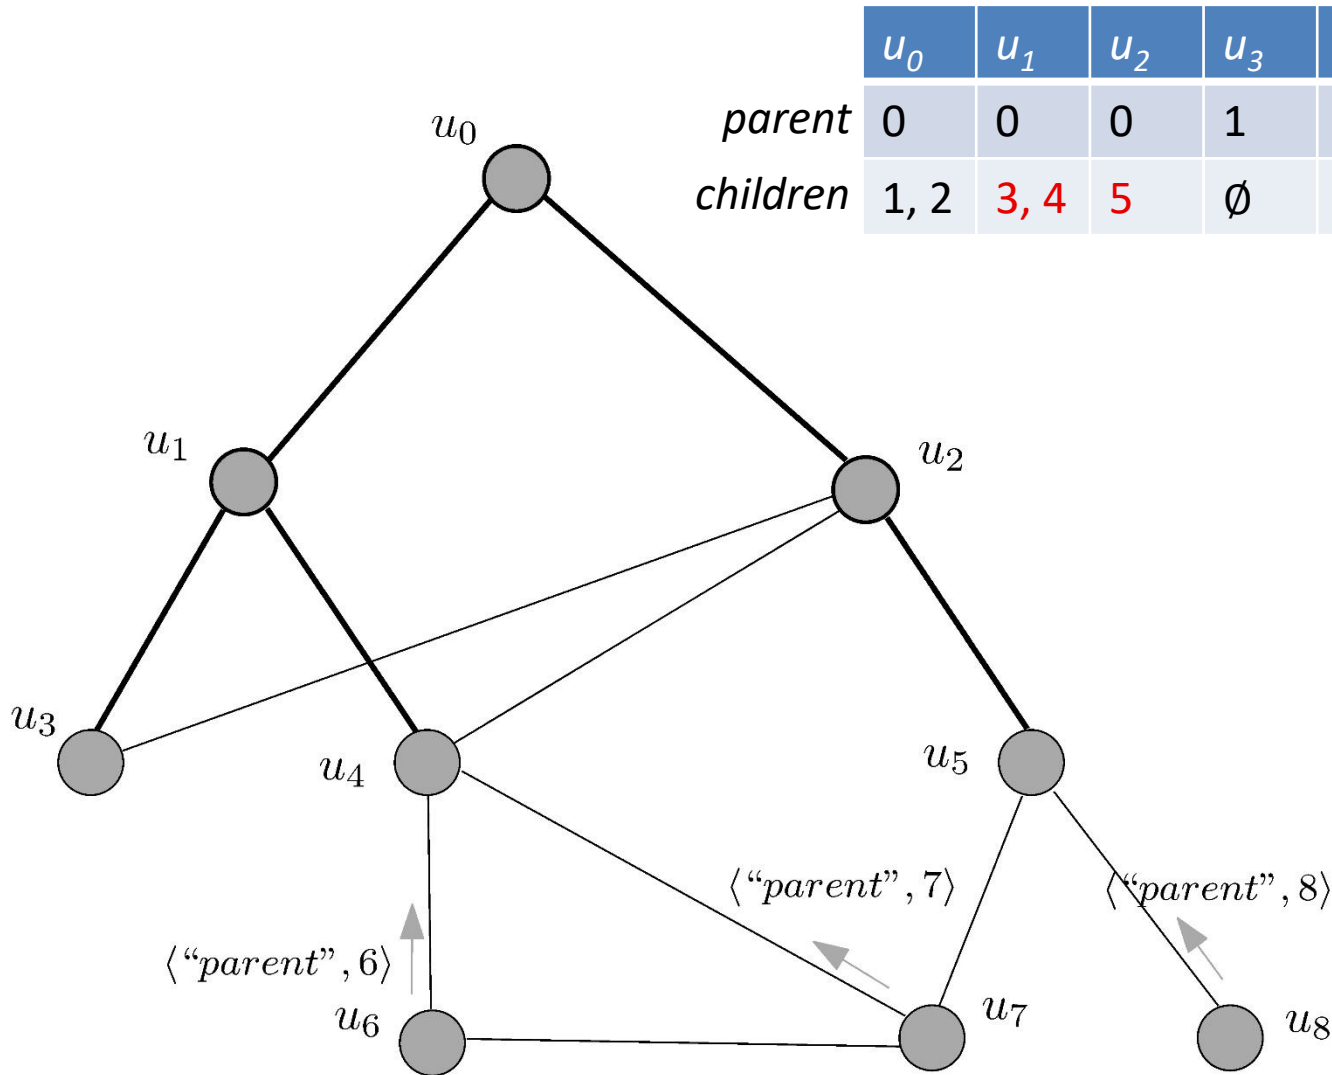 u₀ u₁ u₂ u₃
parent 0 0 0 1
children 1, 2 3, 4 5 ∅
u₀
u₁
u₂
u₃
u₄
u₅
⟨“parent”, 7⟩
⟨“parent”, 8⟩
⟨“parent”, 6⟩
u₆
u₇
u₈